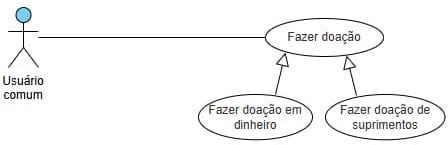 Fazer doação
Usuário
comum
Fazer doação em
dinheiro
Fazer doação de
suprimentos